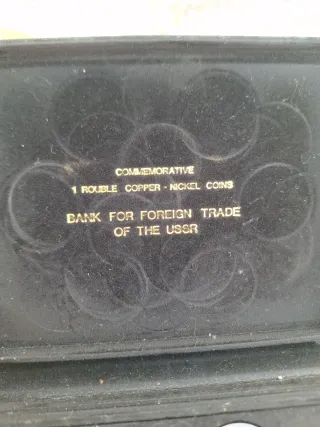 COMMEMORATIVE
1 ROUBLE COPPER - NICKEL COINS
BANK FOR FOREIGN TRADE
OF THE USSR